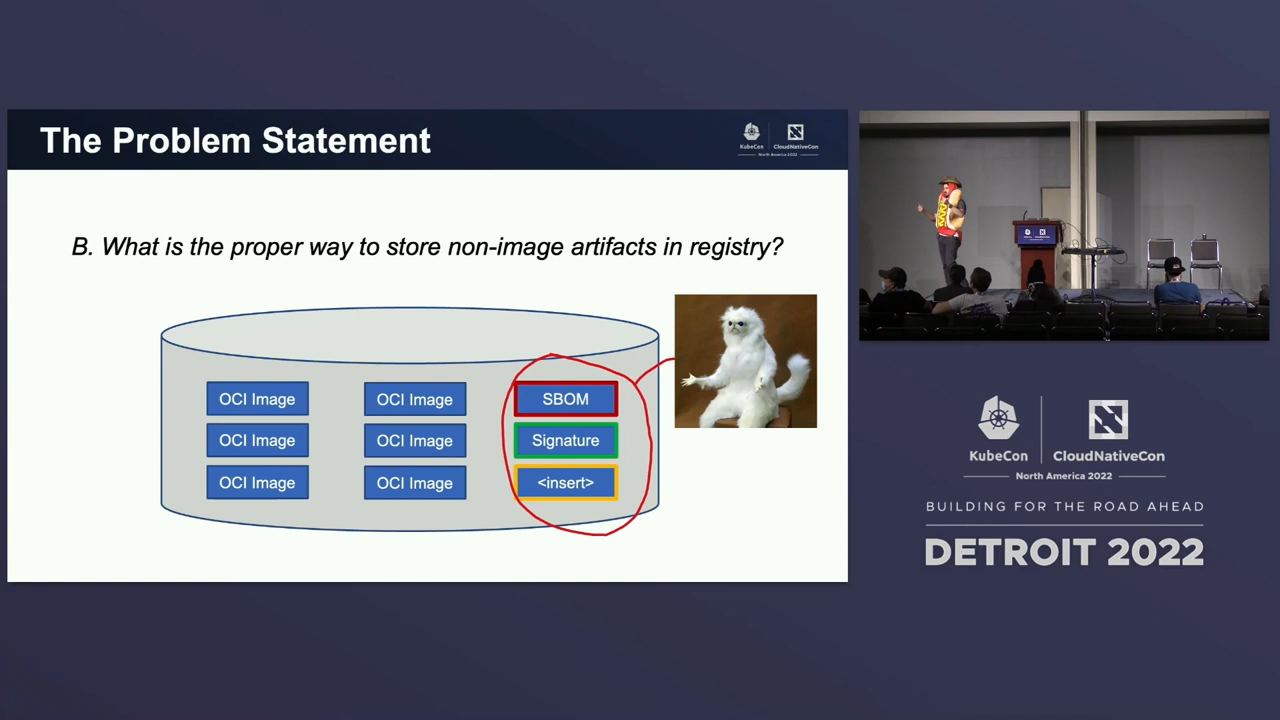 The Problem Statement
KubeCon
CloudNativeCon
North America 2022
B. What is the proper way to store non-image artifacts in registry?
OCI Image
OCI Image
SBOM
OCI Image
OCI Image
Signature
OCI Image
OCI Image
<insert>
KubeCon
CloudNativeCon
North America 2022
BUILDING FOR THE ROAD AHEAD
DETROIT 2022